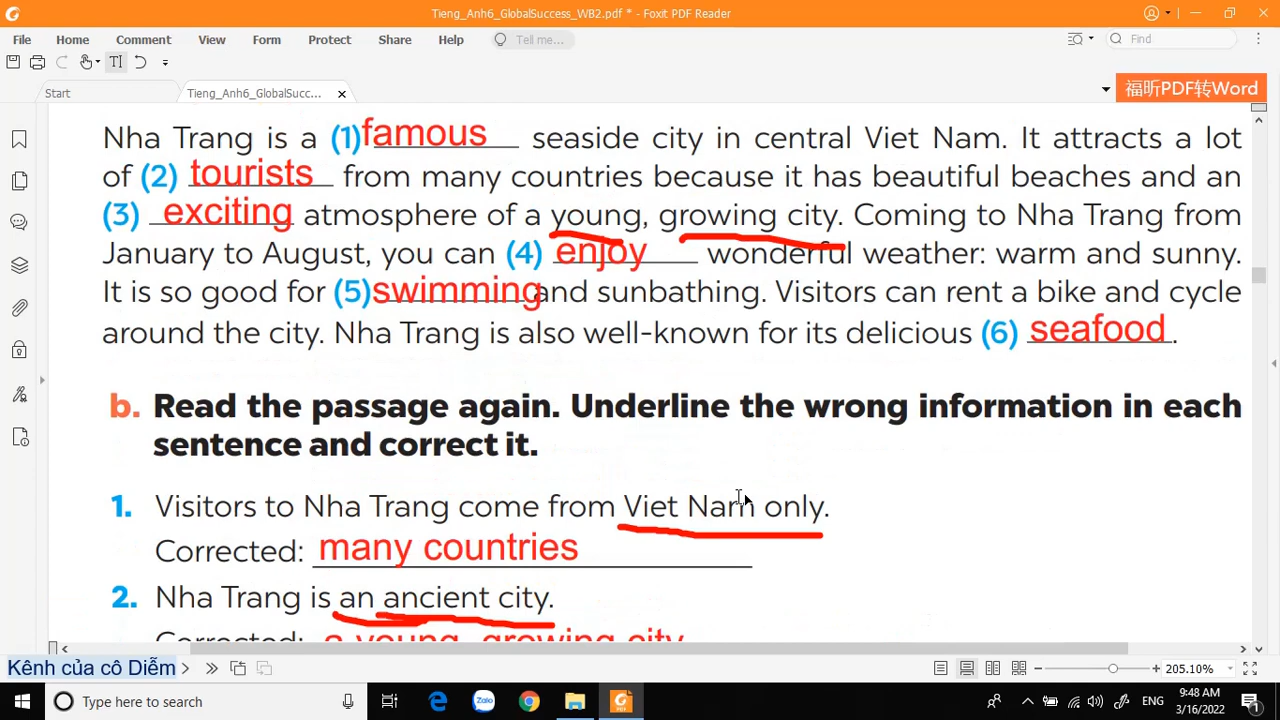 Tieng_Anh6_GlobalSuccess_WB2.pdf * - Foxit PDF Reader
File Home Comment View Form Protect Share Help Tell me... Find
Start Tieng_Anh6_GlobalSucc... 福昕PDF转Word
Nha Trang is a (1) famous seaside city in central Viet Nam. It attracts a lot
of (2) tourists from many countries because it has beautiful beaches and an
(3) exciting atmosphere of a young, growing city. Coming to Nha Trang from
January to August, you can (4) enjoy wonderful weather: warm and sunny.
It is so good for (5) swimming and sunbathing. Visitors can rent a bike and cycle
around the city. Nha Trang is also well-known for its delicious (6) seafood.
b. Read the passage again. Underline the wrong information in each
sentence and correct it.
1. Visitors to Nha Trang come from Viet Nam only.
Corrected: many countries
2. Nha Trang is an ancient city.
Corrected: a young, growing city
Kênh của cô Diễm 205.10%
Type here to search Zalo ENG 9:48 AM
3/16/2022 1